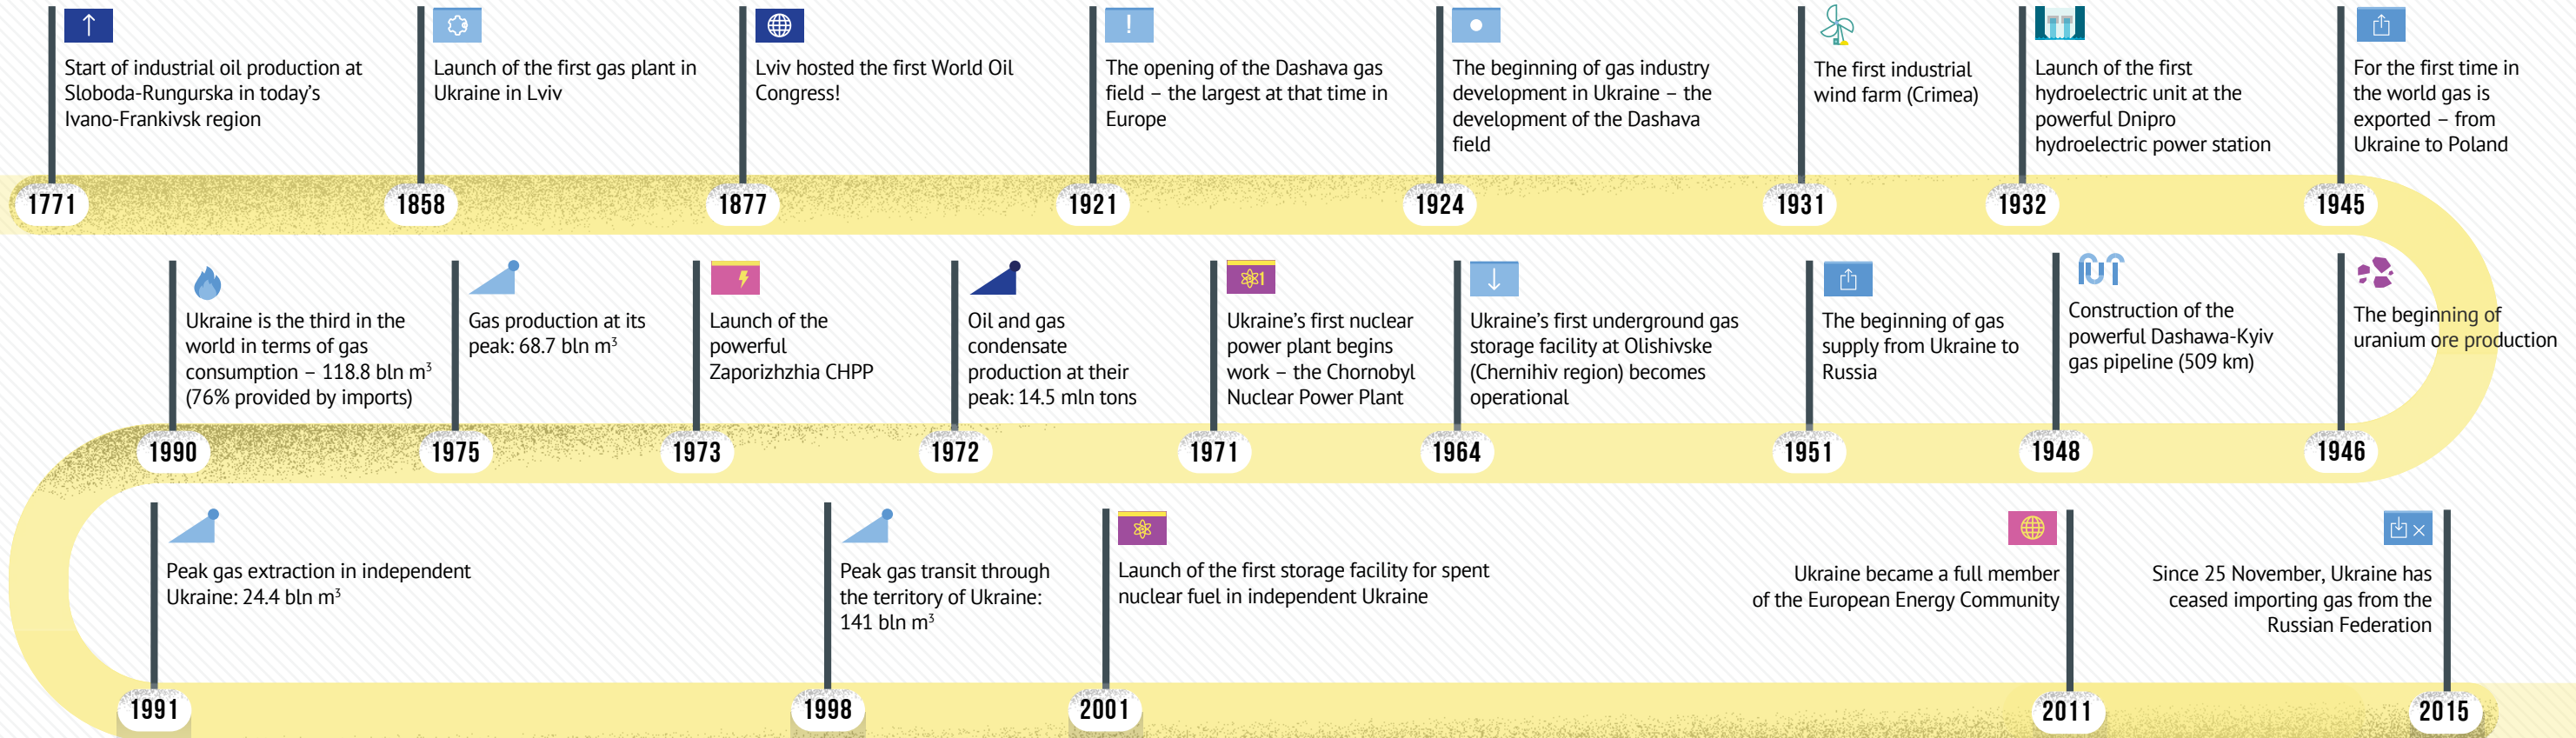 Start of industrial oil production at
Sloboda-Rungurska in today's
Ivano-Frankivsk region
1771
Launch of the first gas plant in
Ukraine in Lviv
1858
Lviv hosted the first World Oil
Congress!
1877
!
The opening of the Dashava gas
field – the largest at that time in
Europe
1921
The beginning of gas industry
development in Ukraine – the
development of the Dashava
field
1924
The first industrial
wind farm (Crimea)
1931
Launch of the first
hydroelectric unit at the
powerful Dnipro
hydroelectric power station
1932
For the first time in
the world gas is
exported – from
Ukraine to Poland
1945
The beginning of
uranium ore production
1946
Construction of the
powerful Dashawa-Kyiv
gas pipeline (509 km)
1948
The beginning of gas
supply from Ukraine to
Russia
1951
Ukraine's first underground gas
storage facility at Olishivske
(Chernihiv region) becomes
operational
1964
1
Ukraine's first nuclear
power plant begins
work – the Chornobyl
Nuclear Power Plant
1971
Oil and gas
condensate
production at their
peak: 14.5 mln tons
1972
Launch of the
powerful
Zaporizhzhia CHPP
1973
Gas production at its
peak: 68.7 bln m³
1975
Ukraine is the third in the
world in terms of gas
consumption – 118.8 bln m³
(76% provided by imports)
1990
Peak gas extraction in independent
Ukraine: 24.4 bln m³
1991
Peak gas transit through
the territory of Ukraine:
141 bln m³
1998
Launch of the first storage facility for spent
nuclear fuel in independent Ukraine
2001
Ukraine became a full member
of the European Energy Community
2011
Since 25 November, Ukraine has
ceased importing gas from the
Russian Federation
2015